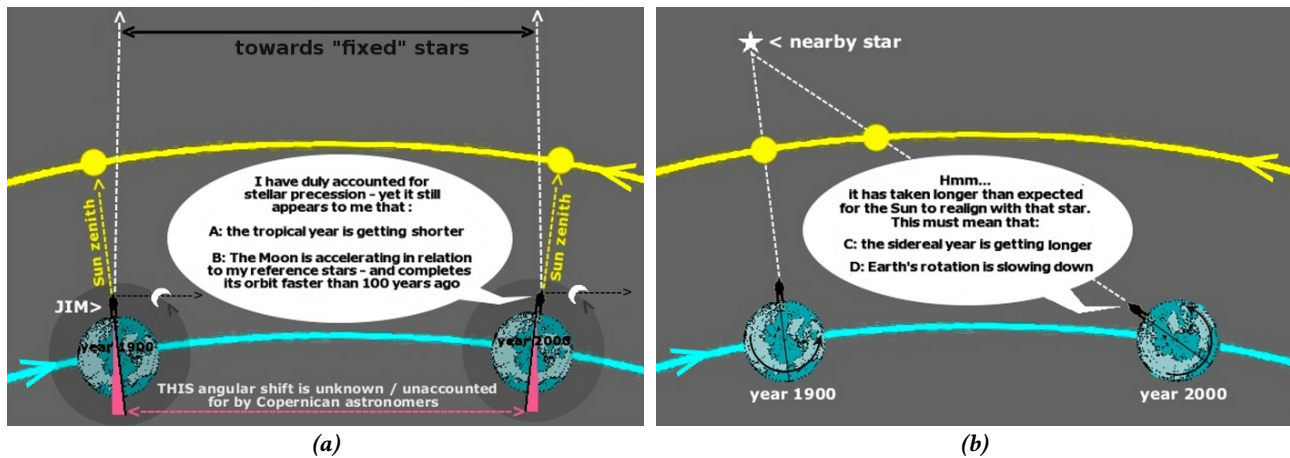 towards "fixed" stars
I have duly accounted for
stellar precession - yet it still
appears to me that :
A: the tropical year is getting shorter
B: The Moon is accelerating in relation
to my reference stars - and completes
its orbit faster than 100 years ago
Sun zenith
Sun zenith
JIM>
year 1900
year 2000
THIS angular shift is unknown / unaccounted
for by Copernican astronomers
(a)
< nearby star
Hmm...
it has taken longer than expected
for the Sun to realign with that star.
This must mean that:
C: the sidereal year is getting longer
D: Earth's rotation is slowing down
year 1900
year 2000
(b)